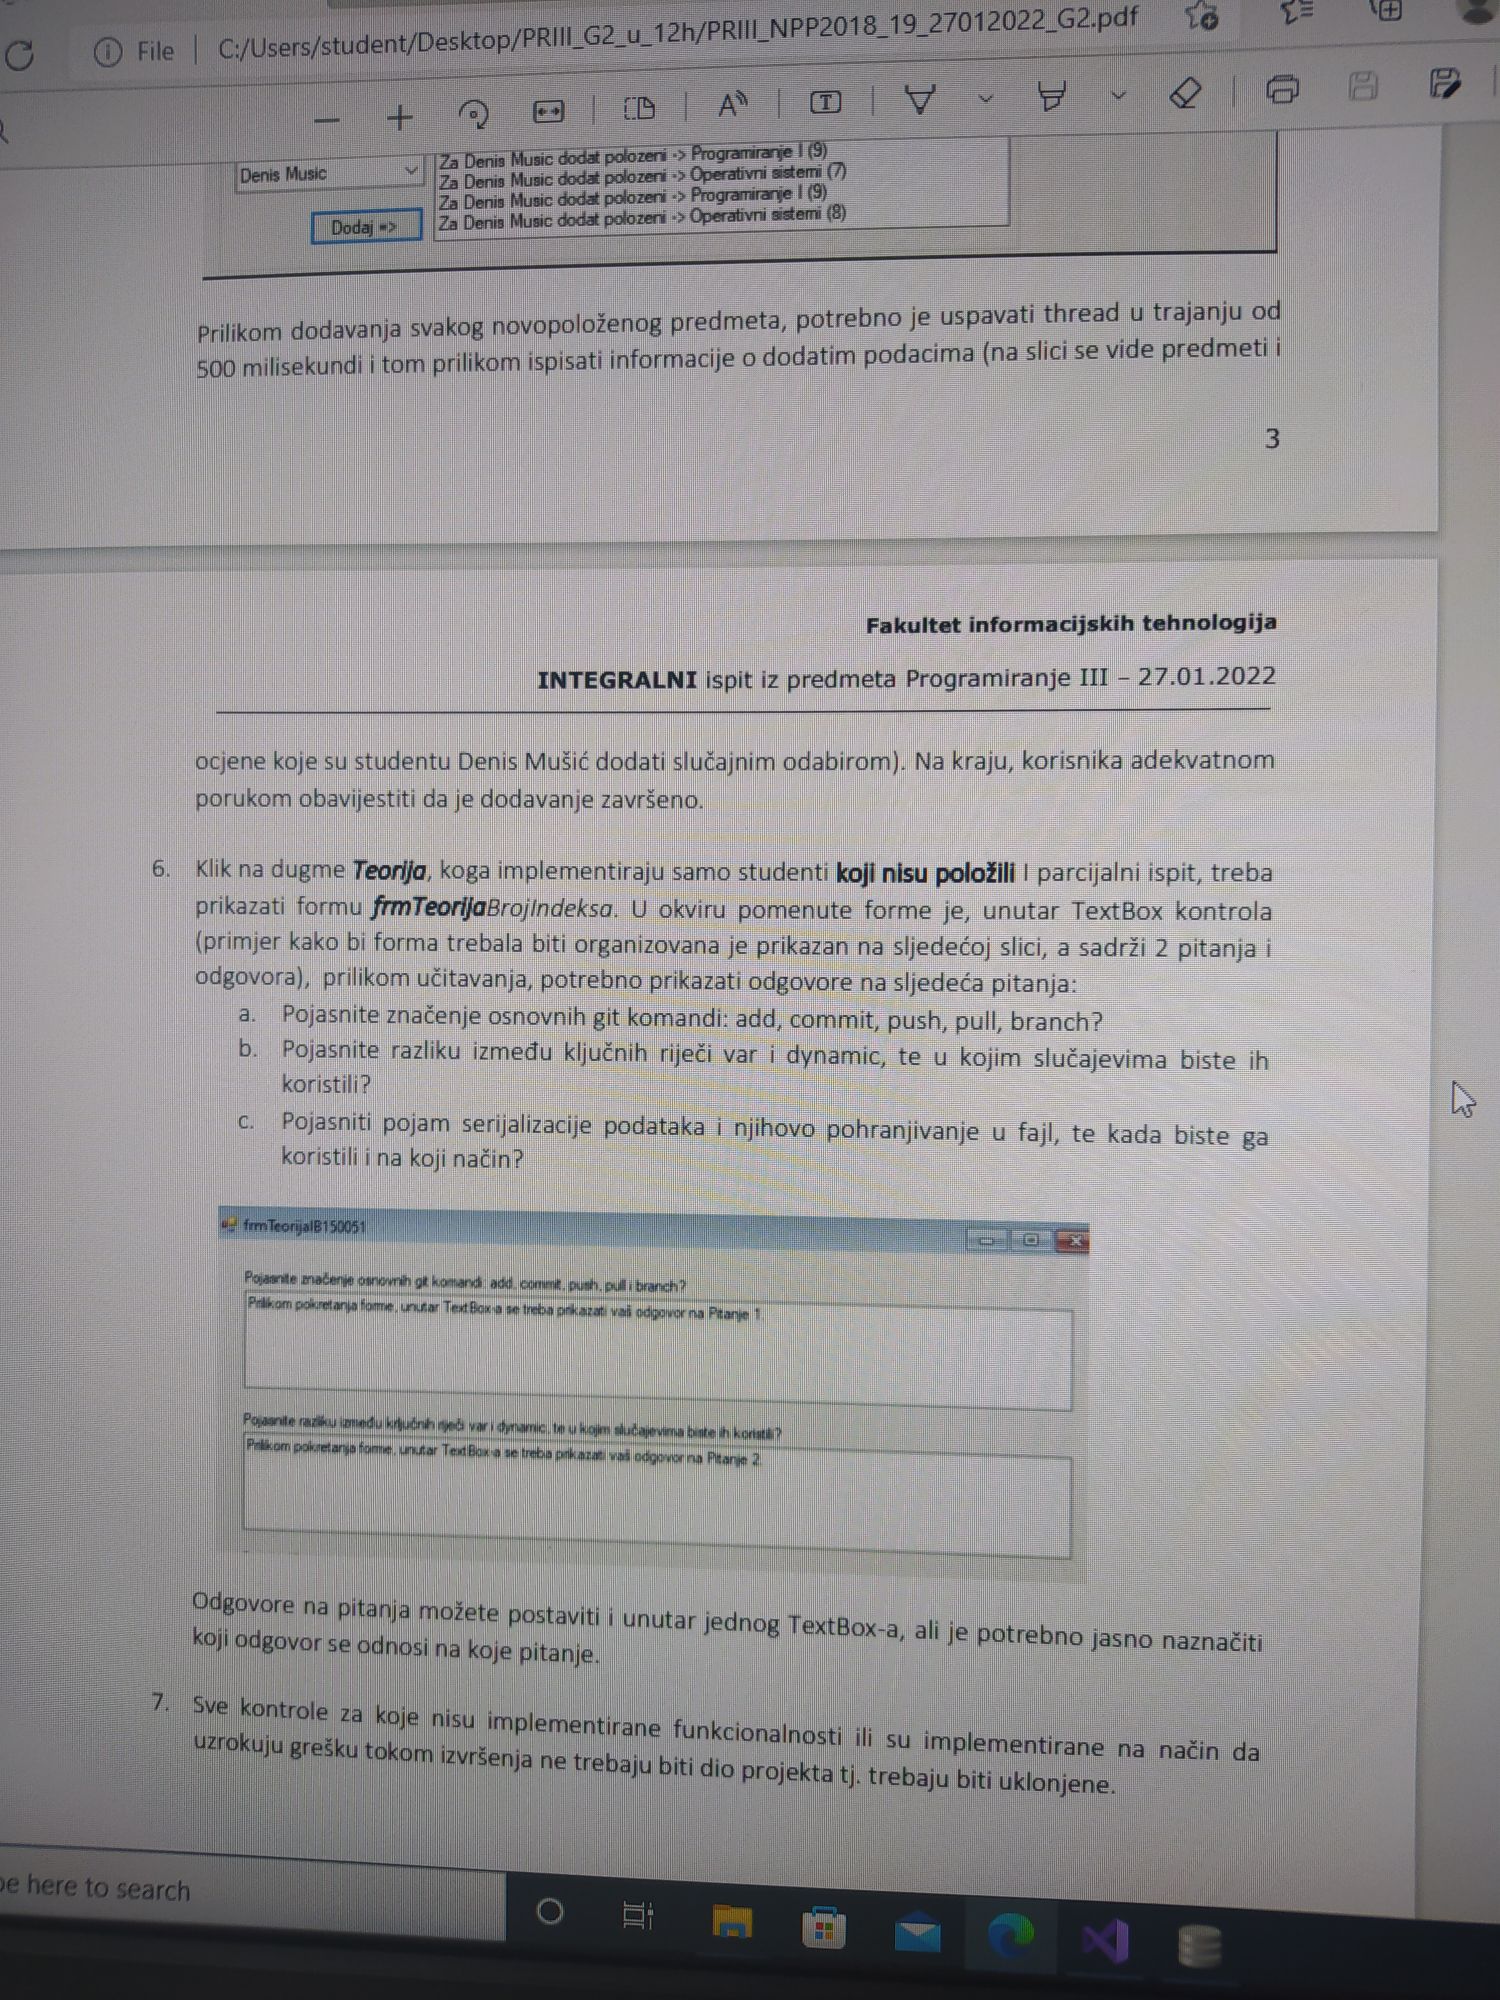 File | C:/Users/student/Desktop/PRIII_G2_u_12h/PRIII_NPP2018_19_27012022_G2.pdf
Denis Music
Za Denis Music dodat polozeni -> Programiranje I (9)
Za Denis Music dodat polozeni -> Operativni sistemi (7)
Za Denis Music dodat polozeni -> Programiranje I (9)
Za Denis Music dodat polozeni -> Operativni sistemi (8)
Dodaj =>
Prilikom dodavanja svakog novopoloženog predmeta, potrebno je uspavati thread u trajanju od
500 milisekundi i tom prilikom ispisati informacije o dodatim podacima (na slici se vide predmeti i
3
Fakultet informacijskih tehnologija
INTEGRALNI ispit iz predmeta Programiranje III – 27.01.2022
ocjene koje su studentu Denis Mušić dodati slučajnim odabirom). Na kraju, korisnika adekvatnom
porukom obavijestiti da je dodavanje završeno.
6. Klik na dugme Teorija, koga implementiraju samo studenti koji nisu položili I parcijalni ispit, treba
prikazati formu frmTeorijaBrojIndeksa. U okviru pomenute forme je, unutar TextBox kontrola
(primjer kako bi forma trebala biti organizovana je prikazan na sljedećoj slici, a sadrži 2 pitanja i
odgovora), prilikom učitavanja, potrebno prikazati odgovore na sljedeća pitanja:
a. Pojasnite značenje osnovnih git komandi: add, commit, push, pull, branch?
b. Pojasnite razliku između ključnih riječi var i dynamic, te u kojim slučajevima biste ih
koristili?
c. Pojasniti pojam serijalizacije podataka i njihovo pohranjivanje u fajl, te kada biste ga
koristili i na koji način?
frmTeorijaIB150051
Pojasnite značenje osnovnih git komandi: add, commit, push, pull i branch?
Prilikom pokretanja forme, unutar TextBox-a se treba prikazati vaš odgovor na Pitanje 1.
Pojasnite razliku između ključnih riječi var i dynamic, te u kojim slučajevima biste ih koristili?
Prilikom pokretanja forme, unutar TextBox-a se treba prikazati vaš odgovor na Pitanje 2.
Odgovore na pitanja možete postaviti i unutar jednog TextBox-a, ali je potrebno jasno naznačiti
koji odgovor se odnosi na koje pitanje.
7. Sve kontrole za koje nisu implementirane funkcionalnosti ili su implementirane na način da
uzrokuju grešku tokom izvršenja ne trebaju biti dio projekta tj. trebaju biti uklonjene.
pe here to search